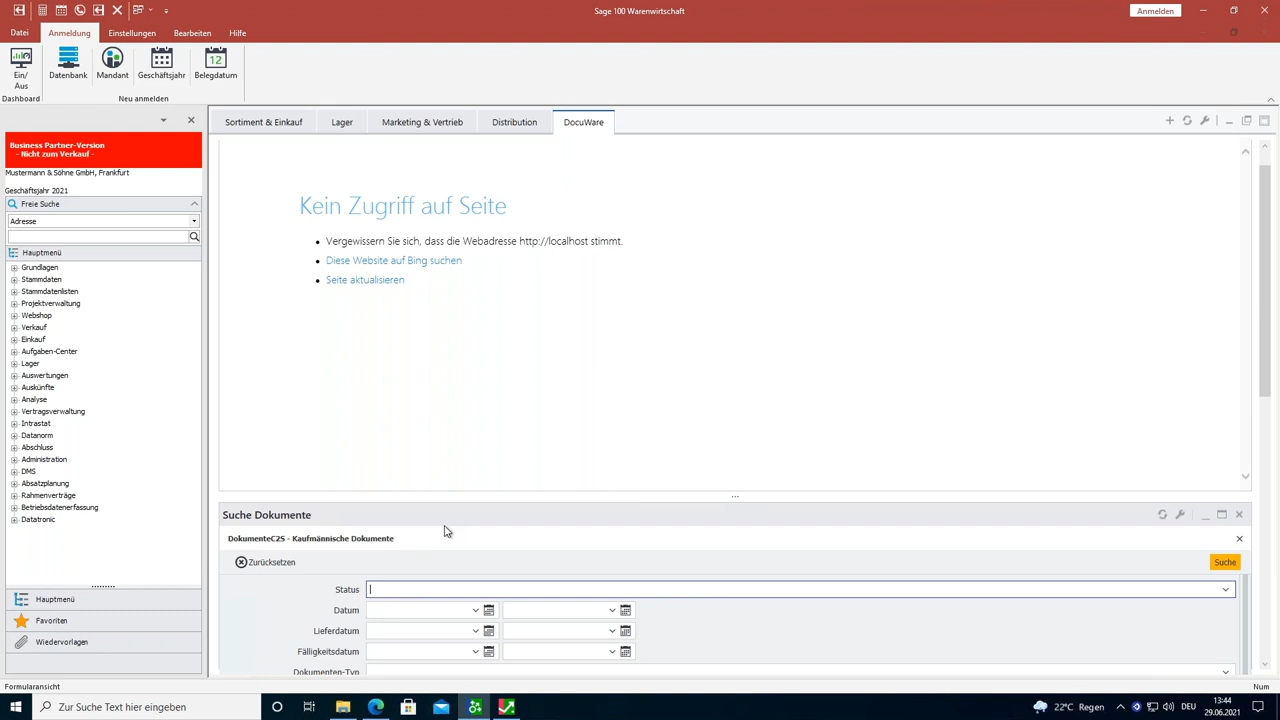 Sage 100 Warenwirtschaft
Anmelden
Datei
Anmeldung
Einstellungen
Bearbeiten
Hilfe
Ein/
Aus
Datenbank
Mandant
Geschäftsjahr
12
Belegdatum
Dashboard
Neu anmelden
Business Partner-Version
- Nicht zum Verkauf -
Mustermann & Söhne GmbH, Frankfurt
Geschäftsjahr 2021
Freie Suche
Adresse
Hauptmenü
Grundlagen
Stammdaten
Stammdatenlisten
Projektverwaltung
Webshop
Verkauf
Einkauf
Aufgaben-Center
Lager
Auswertungen
Auskünfte
Analyse
Vertragsverwaltung
Intrastat
Datanorm
Abschluss
Administration
DMS
Absatzplanung
Rahmenverträge
Betriebsdatenerfassung
Datatronic
Hauptmenü
Favoriten
Wiedervorlagen
Formularansicht
Sortiment & Einkauf
Lager
Marketing & Vertrieb
Distribution
DocuWare
Kein Zugriff auf Seite
• Vergewissern Sie sich, dass die Webadresse http://localhost stimmt.
• Diese Website auf Bing suchen
• Seite aktualisieren
Suche Dokumente
DokumenteC2S - Kaufmännische Dokumente
Zurücksetzen
Suche
Status
Datum
Lieferdatum
Fälligkeitsdatum
Dokumenten-Typ
Num
Zur Suche Text hier eingeben
22°C Regen
DEU
13:44
29.06.2021